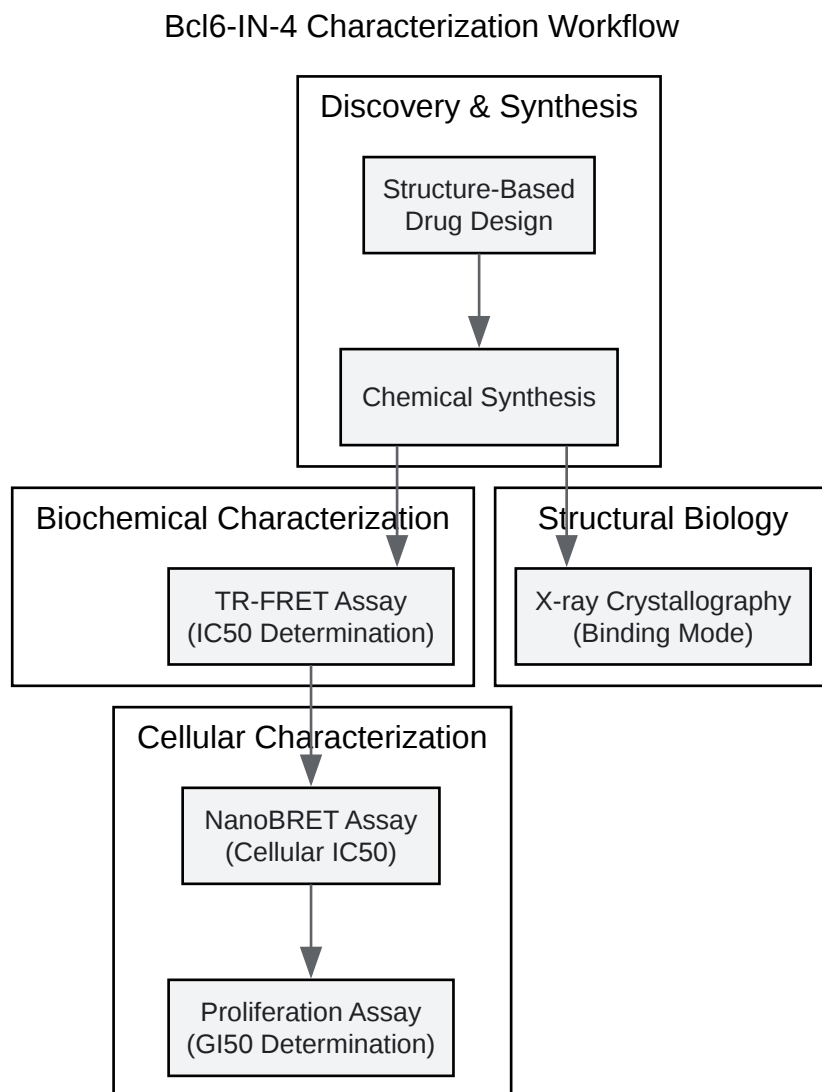 Bcl6-IN-4 Characterization Workflow
Discovery & Synthesis
Structure-Based
Drug Design
Chemical Synthesis
Biochemical Characterization
TR-FRET Assay
(IC50 Determination)
Structural Biology
X-ray Crystallography
(Binding Mode)
Cellular Characterization
NanoBRET Assay
(Cellular IC50)
Proliferation Assay
(GI50 Determination)